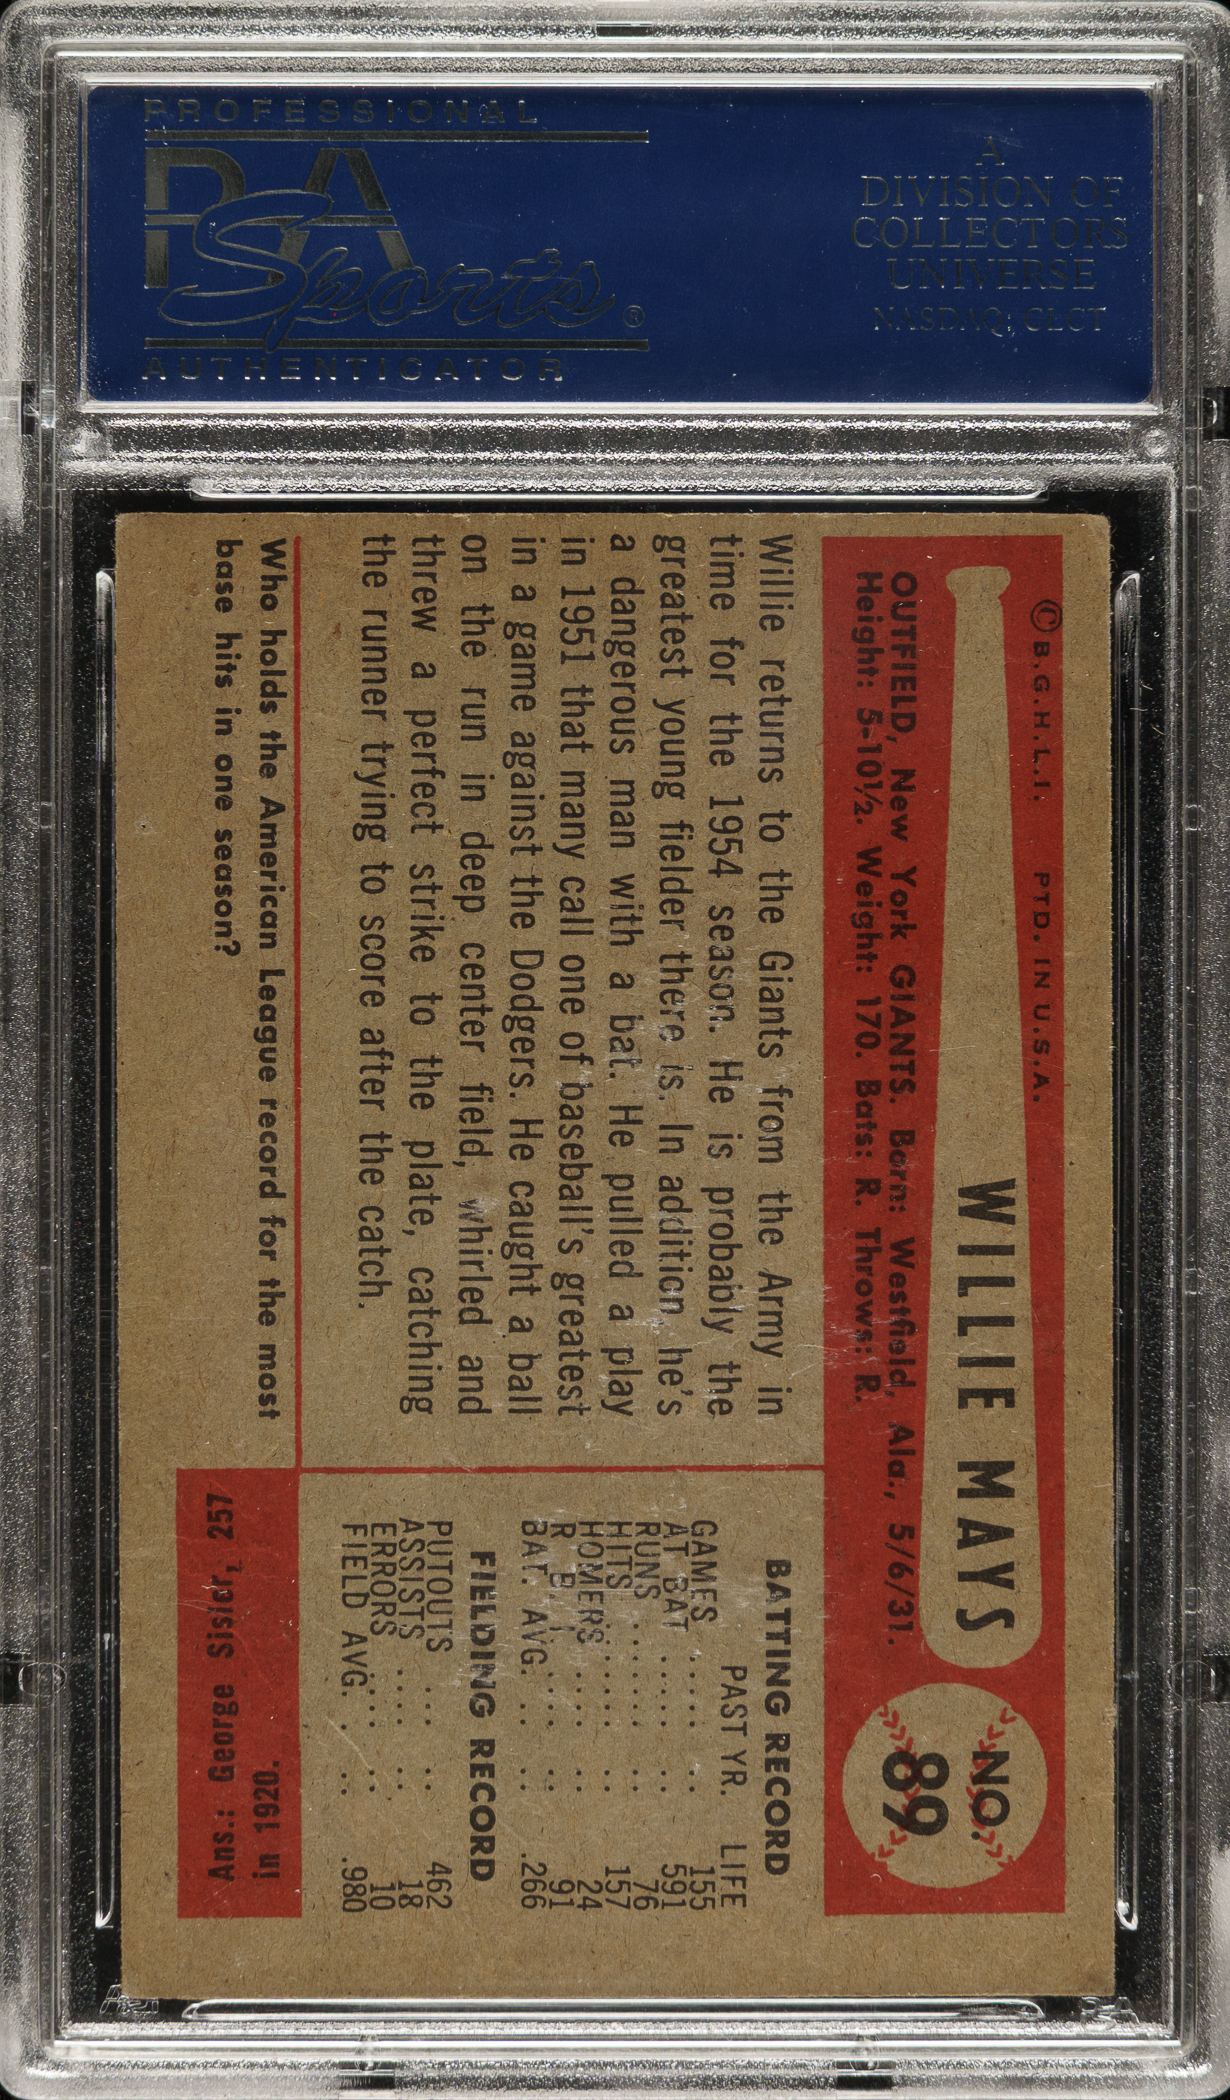 PROFESSIONAL
PSA
Sports®
AUTHENTICATOR
A
DIVISION OF
COLLECTORS
UNIVERSE
NASDAQ: CLCT
© B.G.H.L.I. PTD. IN U.S.A.
WILLIE MAYS
NO.
89
OUTFIELD, New York GIANTS. Born: Westfield, Ala., 5/6/31.
Height: 5-10½. Weight: 170. Bats: R. Throws: R.
Willie returns to the Giants from the Army in
time for the 1954 season. He is probably the
greatest young fielder there is. In addition, he's
a dangerous man with a bat. He pulled a play
in 1951 that many call one of baseball's greatest
in a game against the Dodgers. He caught a ball
on the run in deep center field, whirled and
threw a perfect strike to the plate, catching
the runner trying to score after the catch.
BATTING RECORD
PAST YR. LIFE
GAMES ..... .. 155
AT BAT ..... .. 591
RUNS ....... .. 76
HITS ....... .. 157
HOMERS ..... .. 24
R. B. I. ..... .. 91
BAT. AVG. .. .. .266
FIELDING RECORD
PUTOUTS ... .. 462
ASSISTS .... .. 18
ERRORS .... .. 10
FIELD AVG. . .. .980
Who holds the American League record for the most
base hits in one season?
Ans.: George Sisler, 257
in 1920.
PSA
PSA